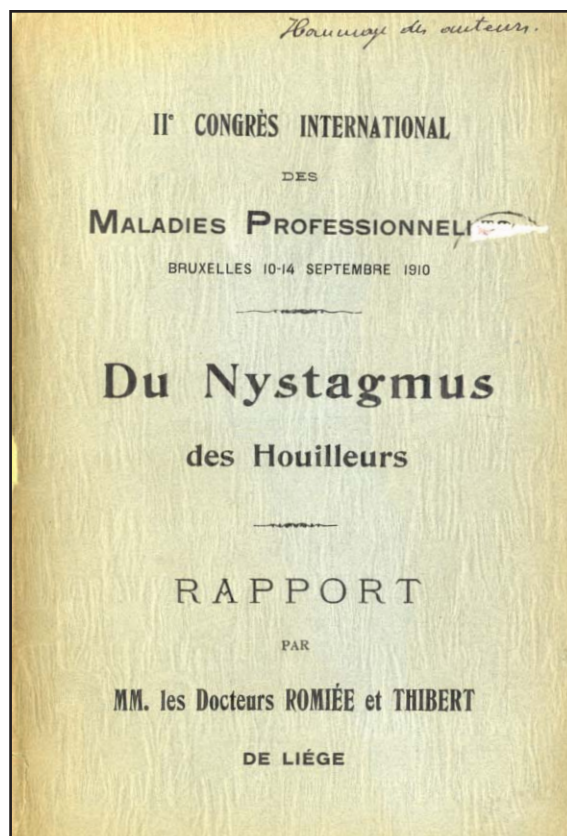 Hommage des auteurs.
IIe CONGRÈS INTERNATIONAL
DES
MALADIES PROFESSIONNEL
BRUXELLES 10-14 SEPTEMBRE 1910
Du Nystagmus
des Houilleurs
RAPPORT
PAR
MM. les Docteurs ROMIÉE et THIBERT
DE LIÉGE